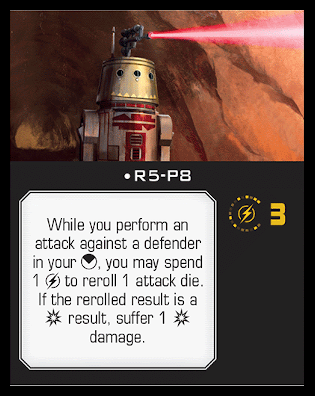 • R5-P8
3
While you perform an
attack against a defender
in your , you may spend
1 to reroll 1 attack die.
If the rerolled result is a
result, suffer 1
damage.